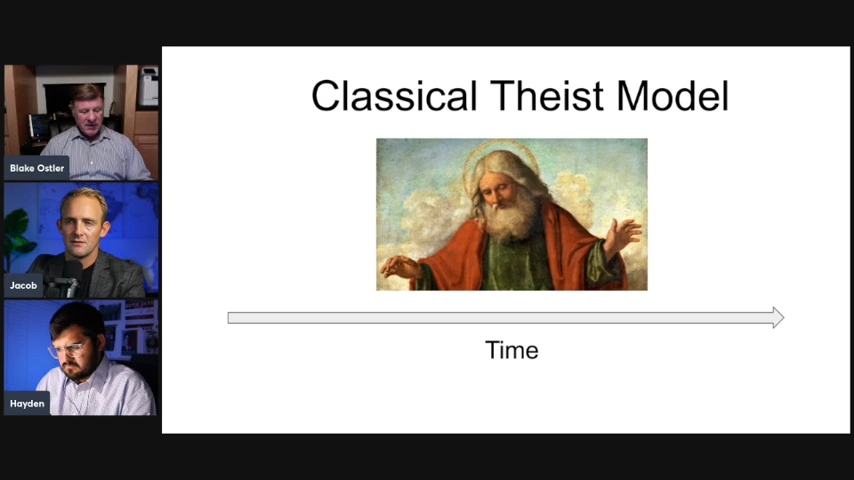 Classical Theist Model
Blake Ostler
Jacob
Time
Hayden